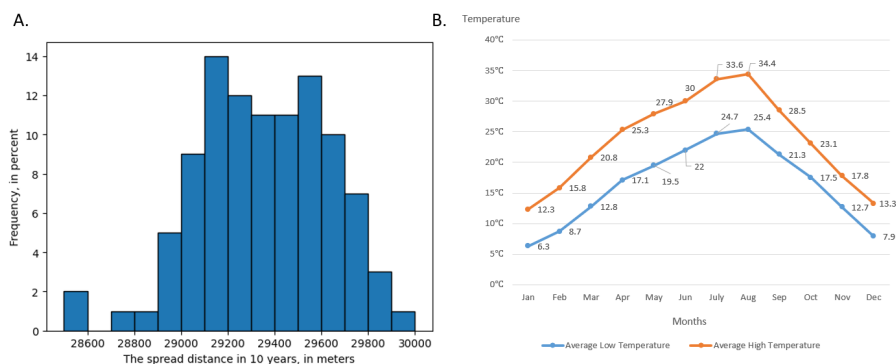 A.
Frequency, in percent
14
12
10
8
6
4
2
0
28600 28800 29000 29200 29400 29600 29800 30000
The spread distance in 10 years, in meters
B.
Temperature
40°C
35°C
30°C
25°C
20°C
15°C
10°C
5°C
0°C
12.3 15.8 20.8 25.3 27.9 30 33.6 34.4 28.5 23.1 17.8 13.3
6.3 8.7 12.8 17.1 19.5 22 24.7 25.4 21.3 17.5 12.7 7.9
Jan Feb Mar Apr May Jun July Aug Sep Oct Nov Dec
Months
Average Low Temperature Average High Temperature